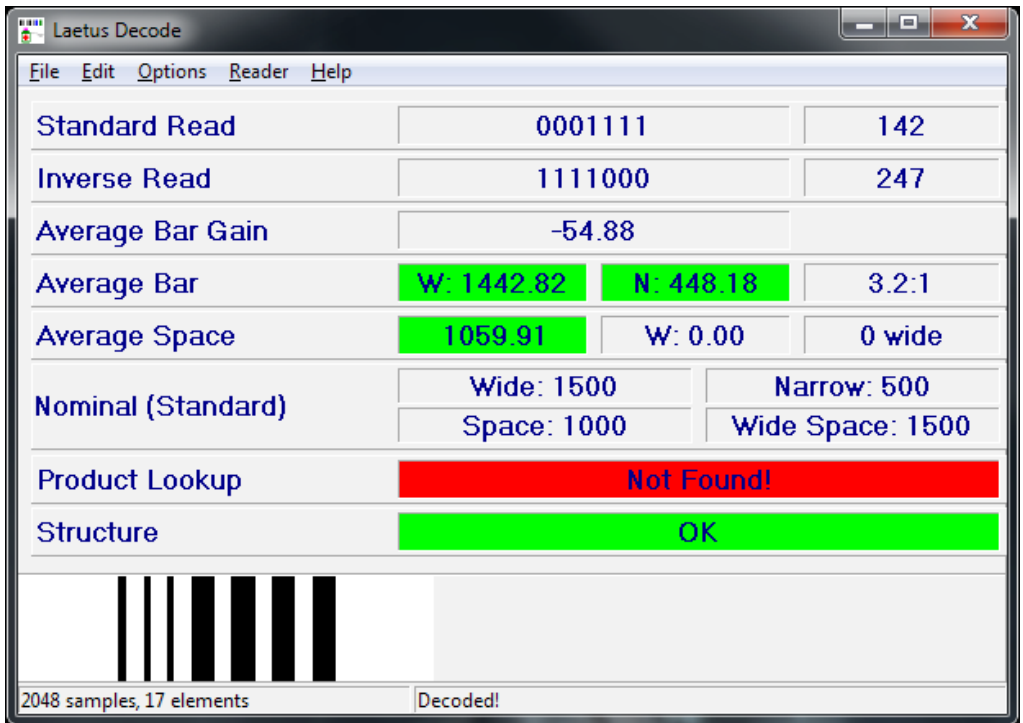 Laetus Decode
File Edit Options Reader Help
Standard Read 0001111 142
Inverse Read 1111000 247
Average Bar Gain -54.88
Average Bar W: 1442.82 N: 448.18 3.2:1
Average Space 1059.91 W: 0.00 0 wide
Nominal (Standard) Wide: 1500 Narrow: 500
Space: 1000 Wide Space: 1500
Product Lookup Not Found!
Structure OK
2048 samples, 17 elements Decoded!